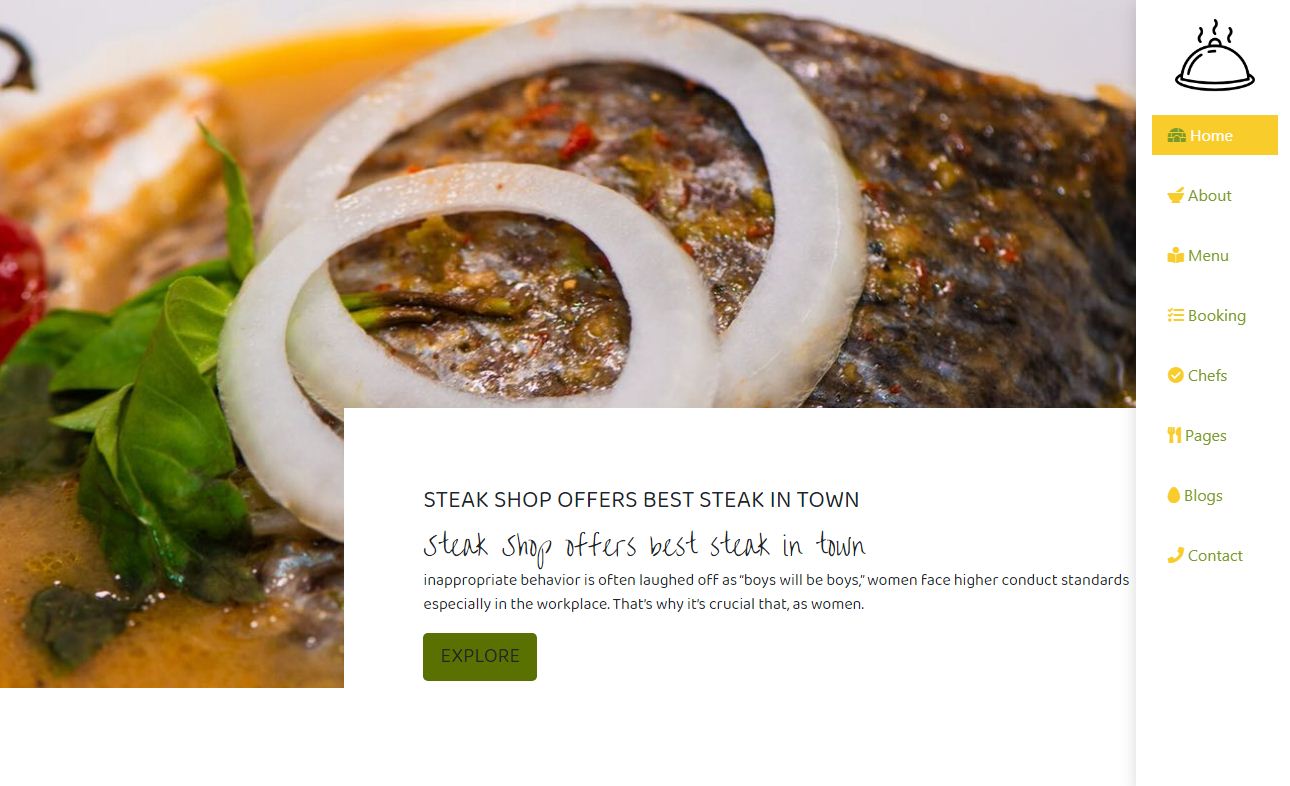 Home
About
Menu
Booking
Chefs
Pages
Blogs
Contact
STEAK SHOP OFFERS BEST STEAK IN TOWN
Steak Shop offers best steak in town
inappropriate behavior is often laughed off as “boys will be boys,” women face higher conduct standards
especially in the workplace. That’s why it’s crucial that, as women.
EXPLORE